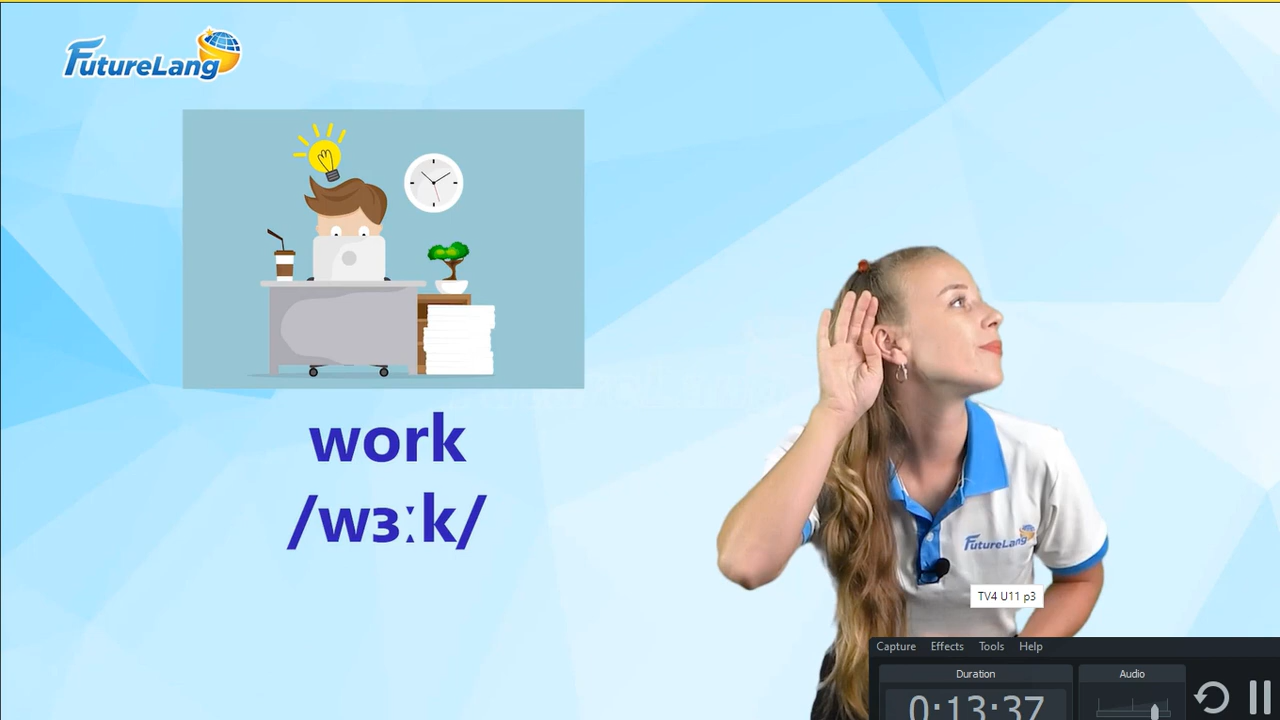 FutureLang
work
/wɜːk/
FutureLang
TV4 U11 p3
Capture Effects Tools Help
Duration Audio
0:13:37